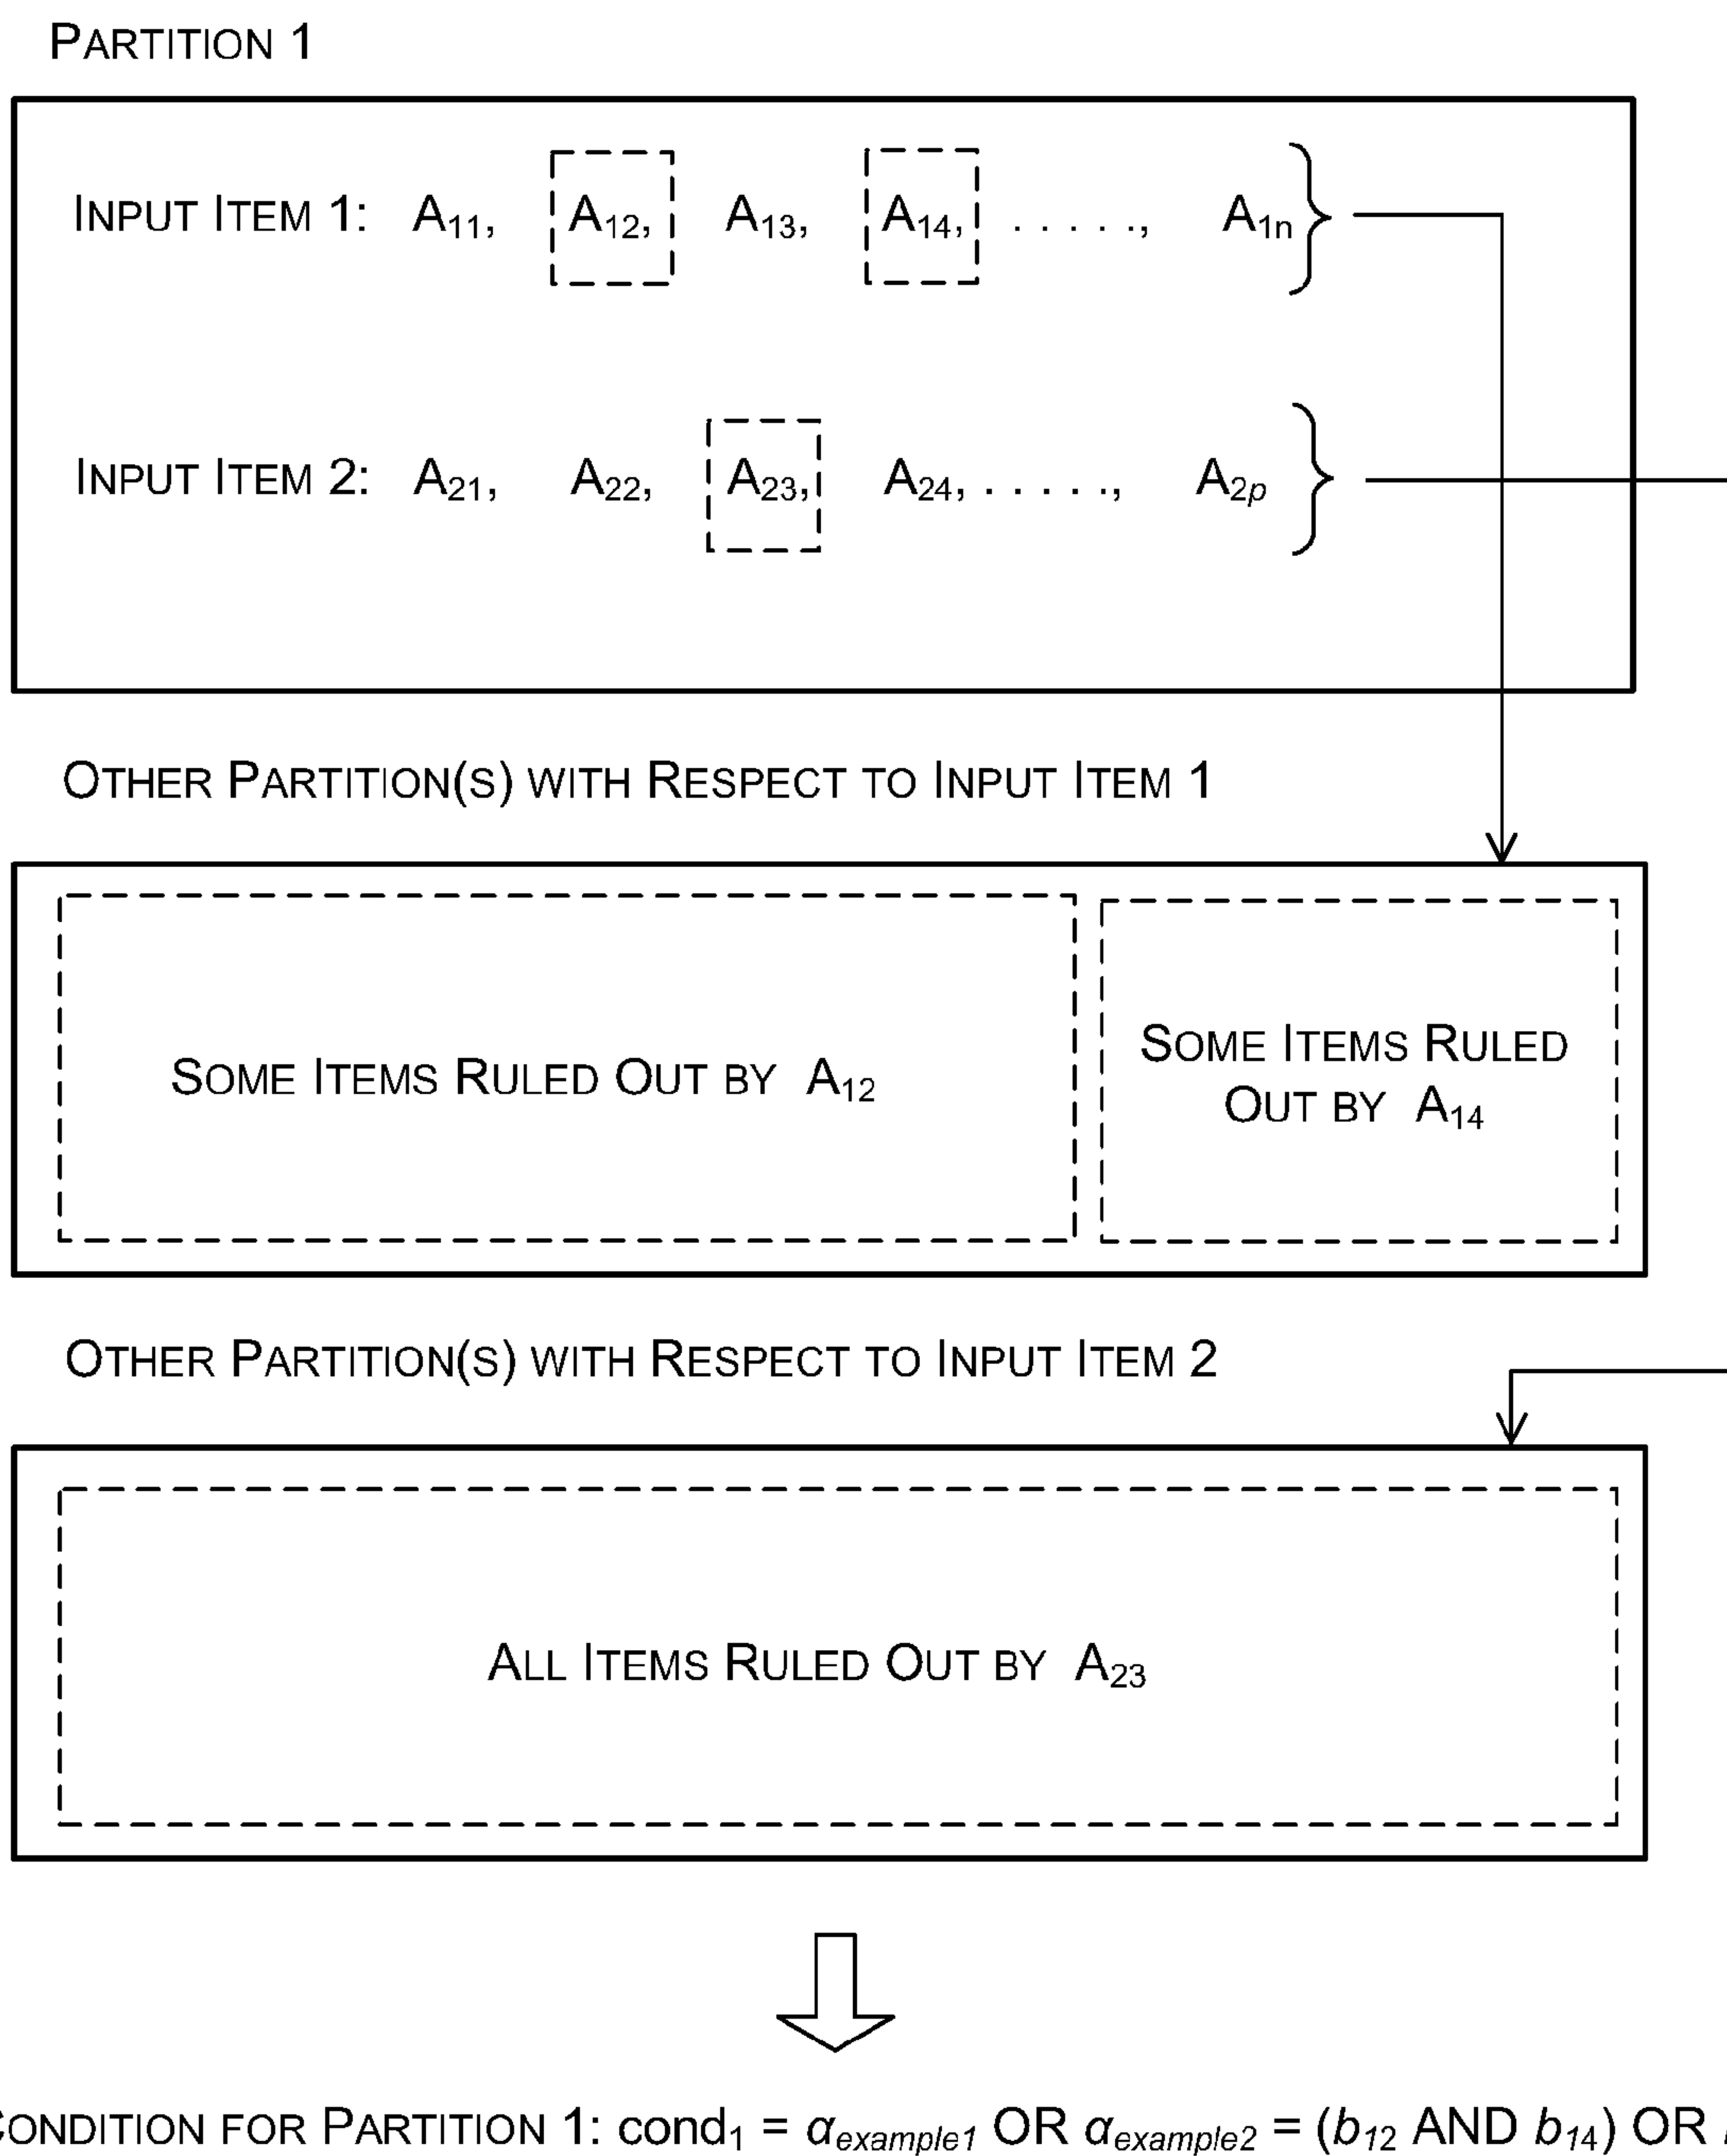 PARTITION 1
INPUT ITEM 1: A11, A12, A13, A14, . . . . ., A1n
INPUT ITEM 2: A21, A22, A23, A24, . . . . ., A2p
OTHER PARTITION(S) WITH RESPECT TO INPUT ITEM 1
SOME ITEMS RULED OUT BY A12
SOME ITEMS RULED
OUT BY A14
OTHER PARTITION(S) WITH RESPECT TO INPUT ITEM 2
ALL ITEMS RULED OUT BY A23
CONDITION FOR PARTITION 1: cond1 = αexample1 OR αexample2 = (b12 AND b14) OR